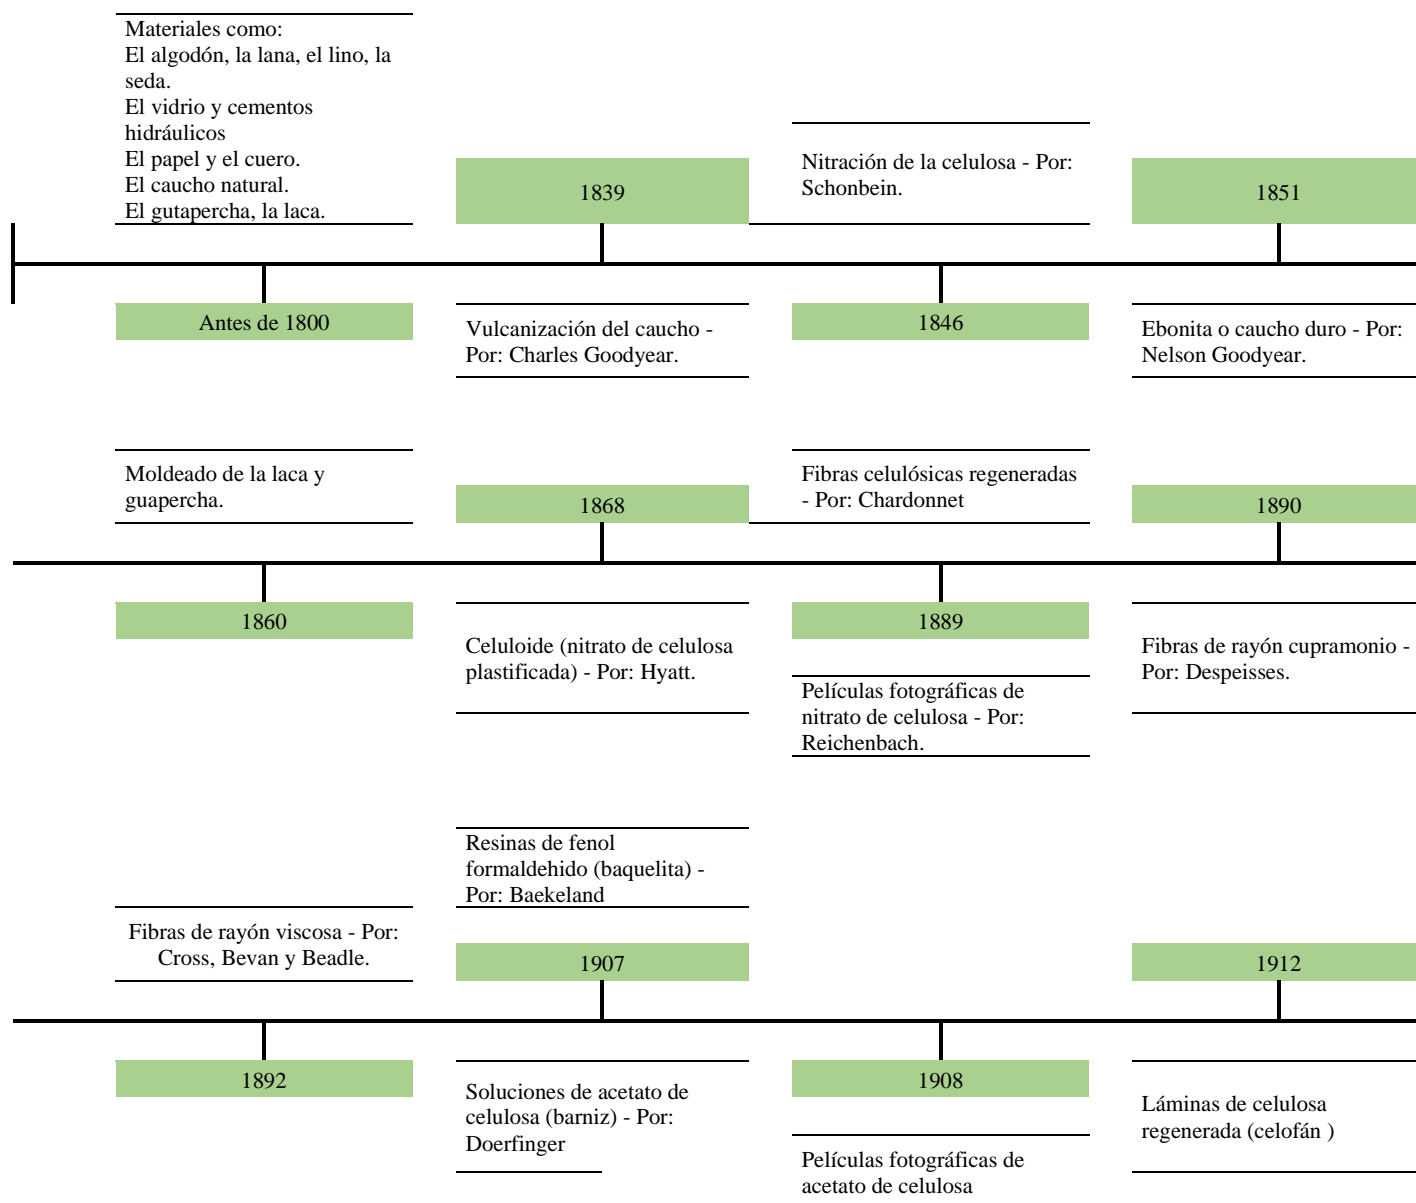 Materiales como:
El algodón, la lana, el lino, la
seda.
El vidrio y cementos
hidráulicos
El papel y el cuero.
El caucho natural.
El gutapercha, la laca.
Antes de 1800
1839
Vulcanización del caucho -
Por: Charles Goodyear.
Nitración de la celulosa - Por:
Schonbein.
1846
1851
Ebonita o caucho duro - Por:
Nelson Goodyear.
Moldeado de la laca y
guapercha.
1860
1868
Celuloide (nitrato de celulosa
plastificada) - Por: Hyatt.
Fibras celulósicas regeneradas
- Por: Chardonnet
1889
Películas fotográficas de
nitrato de celulosa - Por:
Reichenbach.
1890
Fibras de rayón cupramonio -
Por: Despeisses.
Fibras de rayón viscosa - Por:
Cross, Bevan y Beadle.
1892
Resinas de fenol
formaldehido (baquelita) -
Por: Baekeland
1907
Soluciones de acetato de
celulosa (barniz) - Por:
Doerfinger
1908
Películas fotográficas de
acetato de celulosa
1912
Láminas de celulosa
regenerada (celofán )